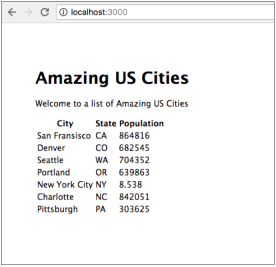 localhost:3000
Amazing US Cities
Welcome to a list of Amazing US Cities
City State Population
San Fransisco CA 864816
Denver CO 682545
Seattle WA 704352
Portland OR 639863
New York City NY 8.538
Charlotte NC 842051
Pittsburgh PA 303625